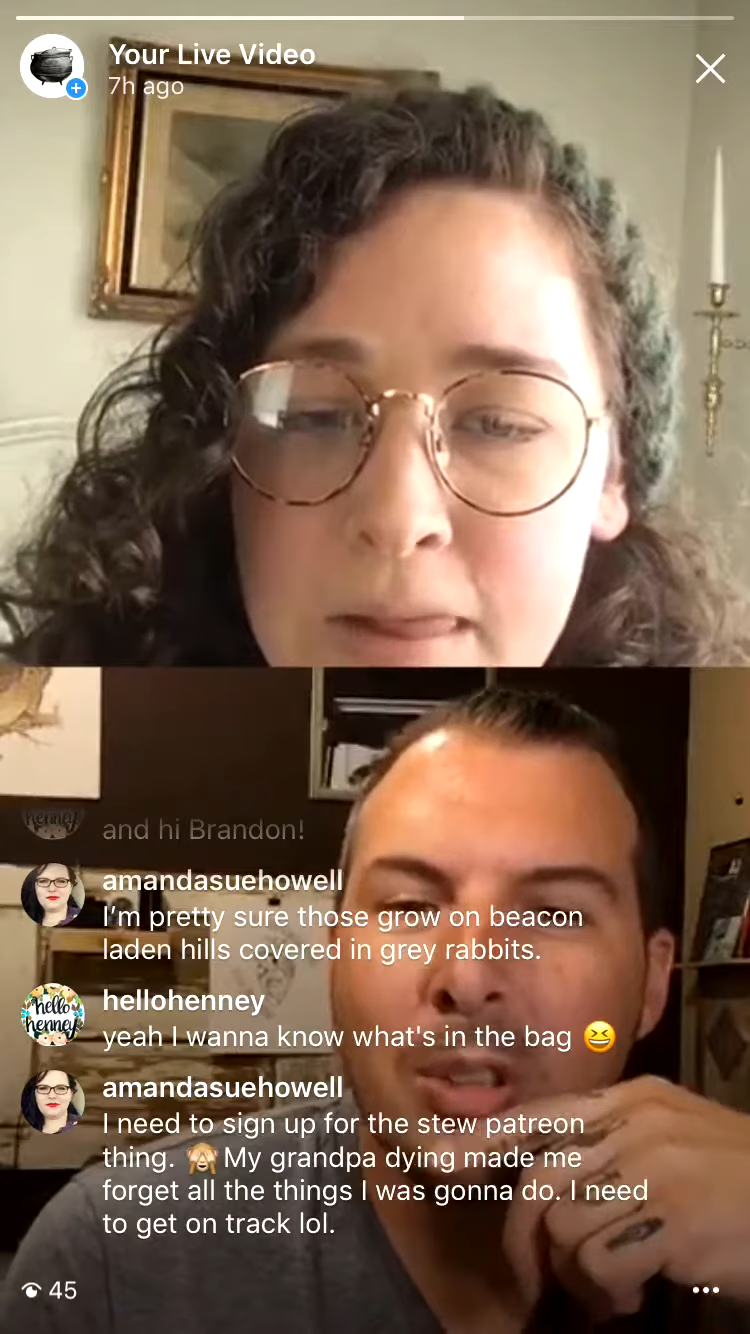 Your Live Video
7h ago
henney
and hi Brandon!
amandasuehowell
I'm pretty sure those grow on beacon
laden hills covered in grey rabbits.
hello
henney
hellohenney
yeah I wanna know what's in the bag 😆
amandasuehowell
I need to sign up for the stew patreon
thing. 🙈 My grandpa dying made me
forget all the things I was gonna do. I need
to get on track lol.
45